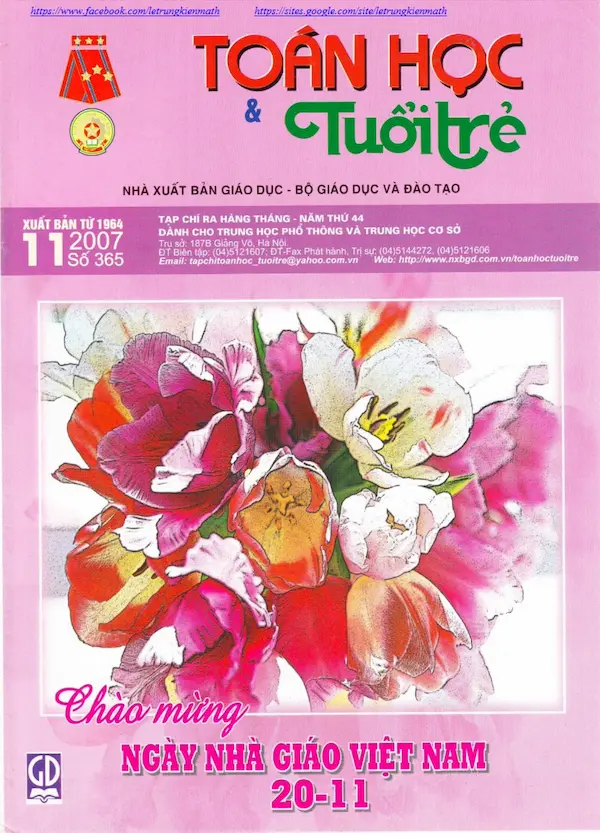 https://www.facebook.com/letrungkienmath https://sites.google.com/site/letrungkienmath
TOÁN HỌC
& Tuổi trẻ
NHÀ XUẤT BẢN GIÁO DỤC - BỘ GIÁO DỤC VÀ ĐÀO TẠO
XUẤT BẢN TỪ 1964
11 2007
Số 365
TẠP CHÍ RA HÀNG THÁNG - NĂM THỨ 44
DÀNH CHO TRUNG HỌC PHỔ THÔNG VÀ TRUNG HỌC CƠ SỞ
Trụ sở: 187B Giảng Võ, Hà Nội.
ĐT Biên tập: (04)5121607; ĐT-Fax Phát hành, Trị sự: (04)5144272, (04)5121606
Email: tapchitoanhoc_tuoitre@yahoo.com.vn Web: http://www.nxbgd.com.vn/toanhoctuoitre
Chào mừng
NGÀY NHÀ GIÁO VIỆT NAM
20-11
GD